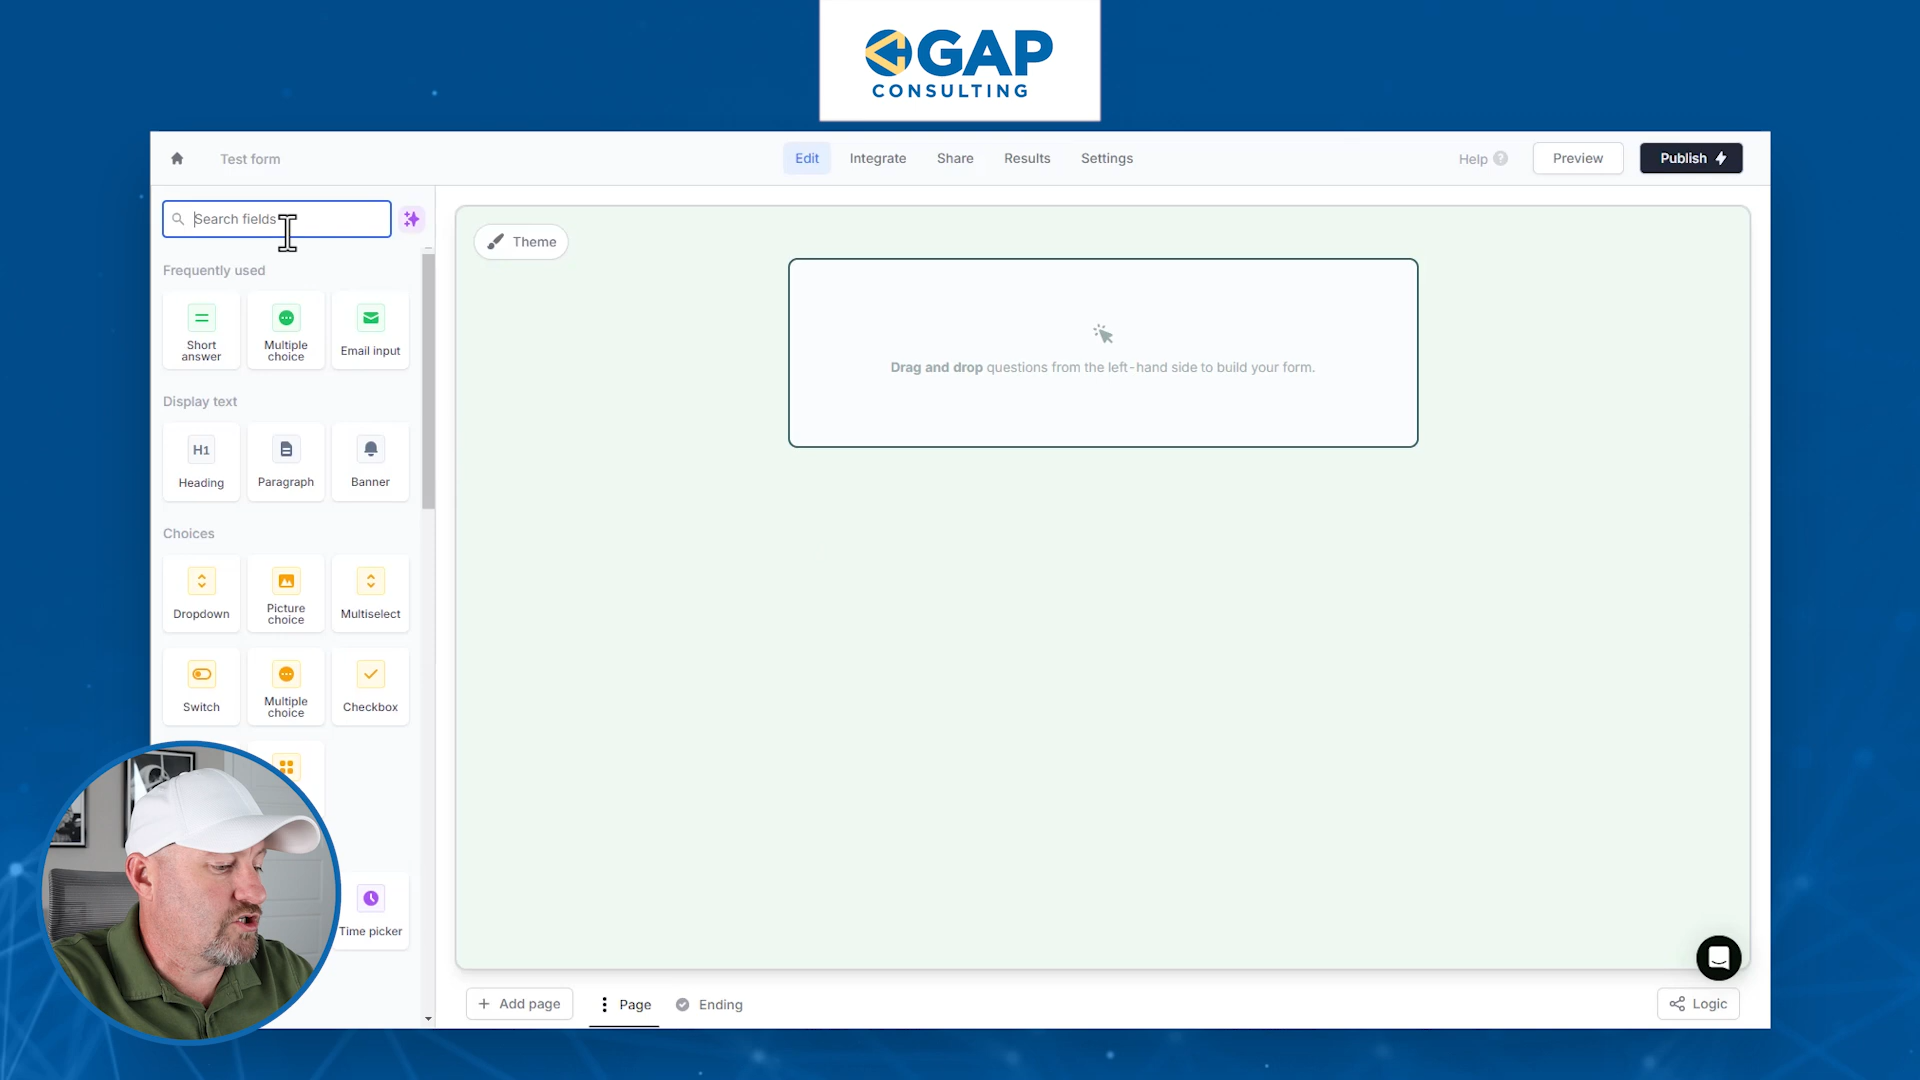 GAP
CONSULTING
Test form
Edit
Integrate
Share
Results
Settings
Help ?
Preview
Publish
Search fields
Theme
Frequently used
Short
answer
Multiple
choice
Email input
Drag and drop questions from the left-hand side to build your form.
Display text
H1
Heading
Paragraph
Banner
Choices
Dropdown
Picture
choice
Multiselect
Switch
Multiple
choice
Checkbox
Time picker
+ Add page
Page
Ending
Logic